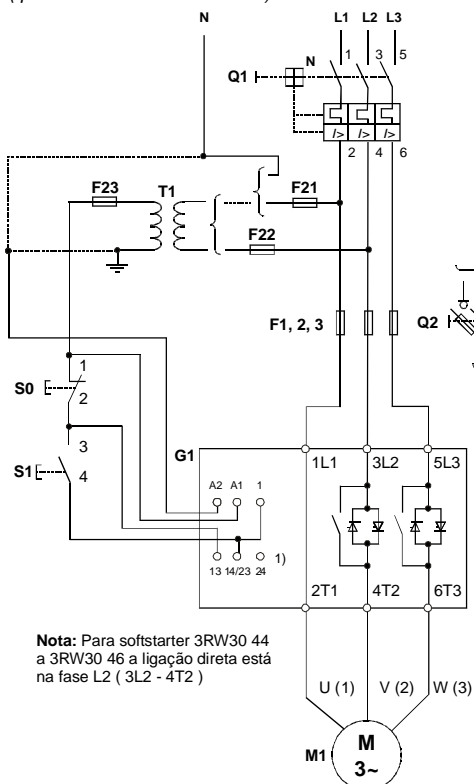 N L1 L2 L3
Q1 N 1 3 5
I> I> I>
2 4 6
F23 T1 F21
F22
F1, 2, 3 Q2
1
S0 2
3
S1 4
G1 1L1 3L2 5L3
A2 A1 1
1)
13 14/23 24
2T1 4T2 6T3
Nota: Para softstarter 3RW30 44
a 3RW30 46 a ligação direta está
na fase L2 ( 3L2 - 4T2 )
U (1) V (2) W (3)
M1 M
3~